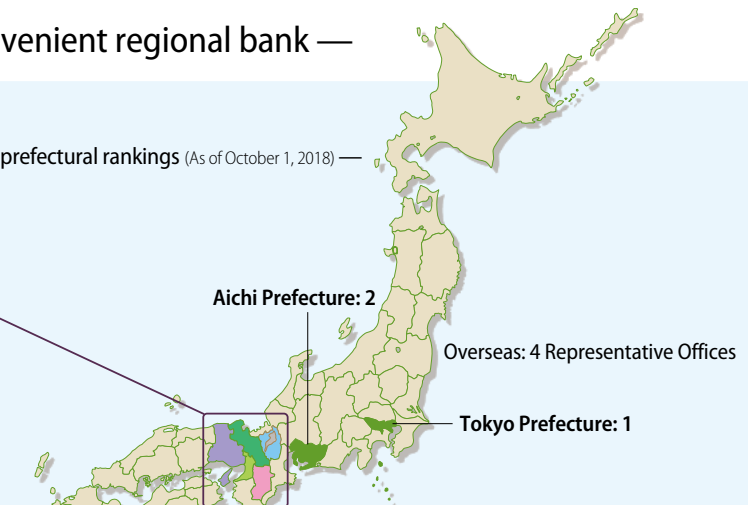 venient regional bank —
prefectural rankings (As of October 1, 2018) —
Aichi Prefecture: 2
Overseas: 4 Representative Offices
Tokyo Prefecture: 1